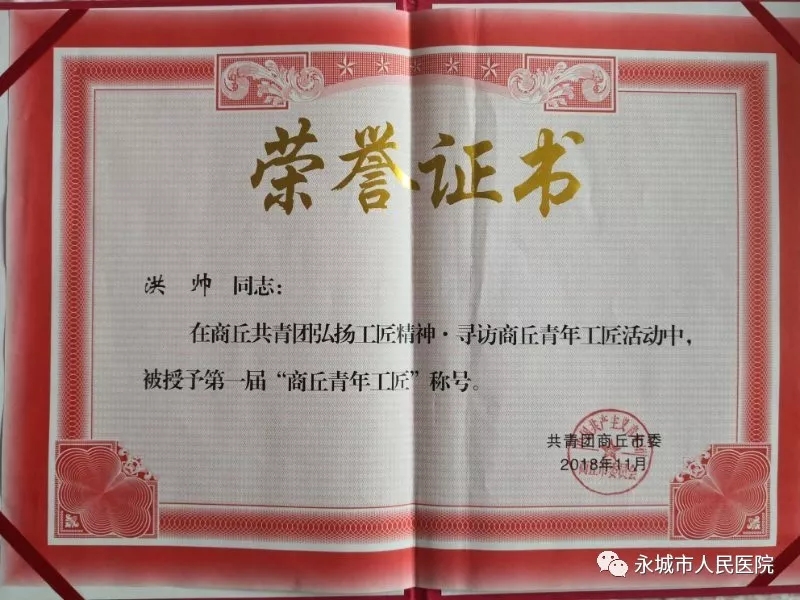 荣誉证书
洪 帅 同志：
在商丘共青团弘扬工匠精神·寻访商丘青年工匠活动中，
被授予第一届“商丘青年工匠”称号。
共青团商丘市委
2018年11月
永城市人民医院